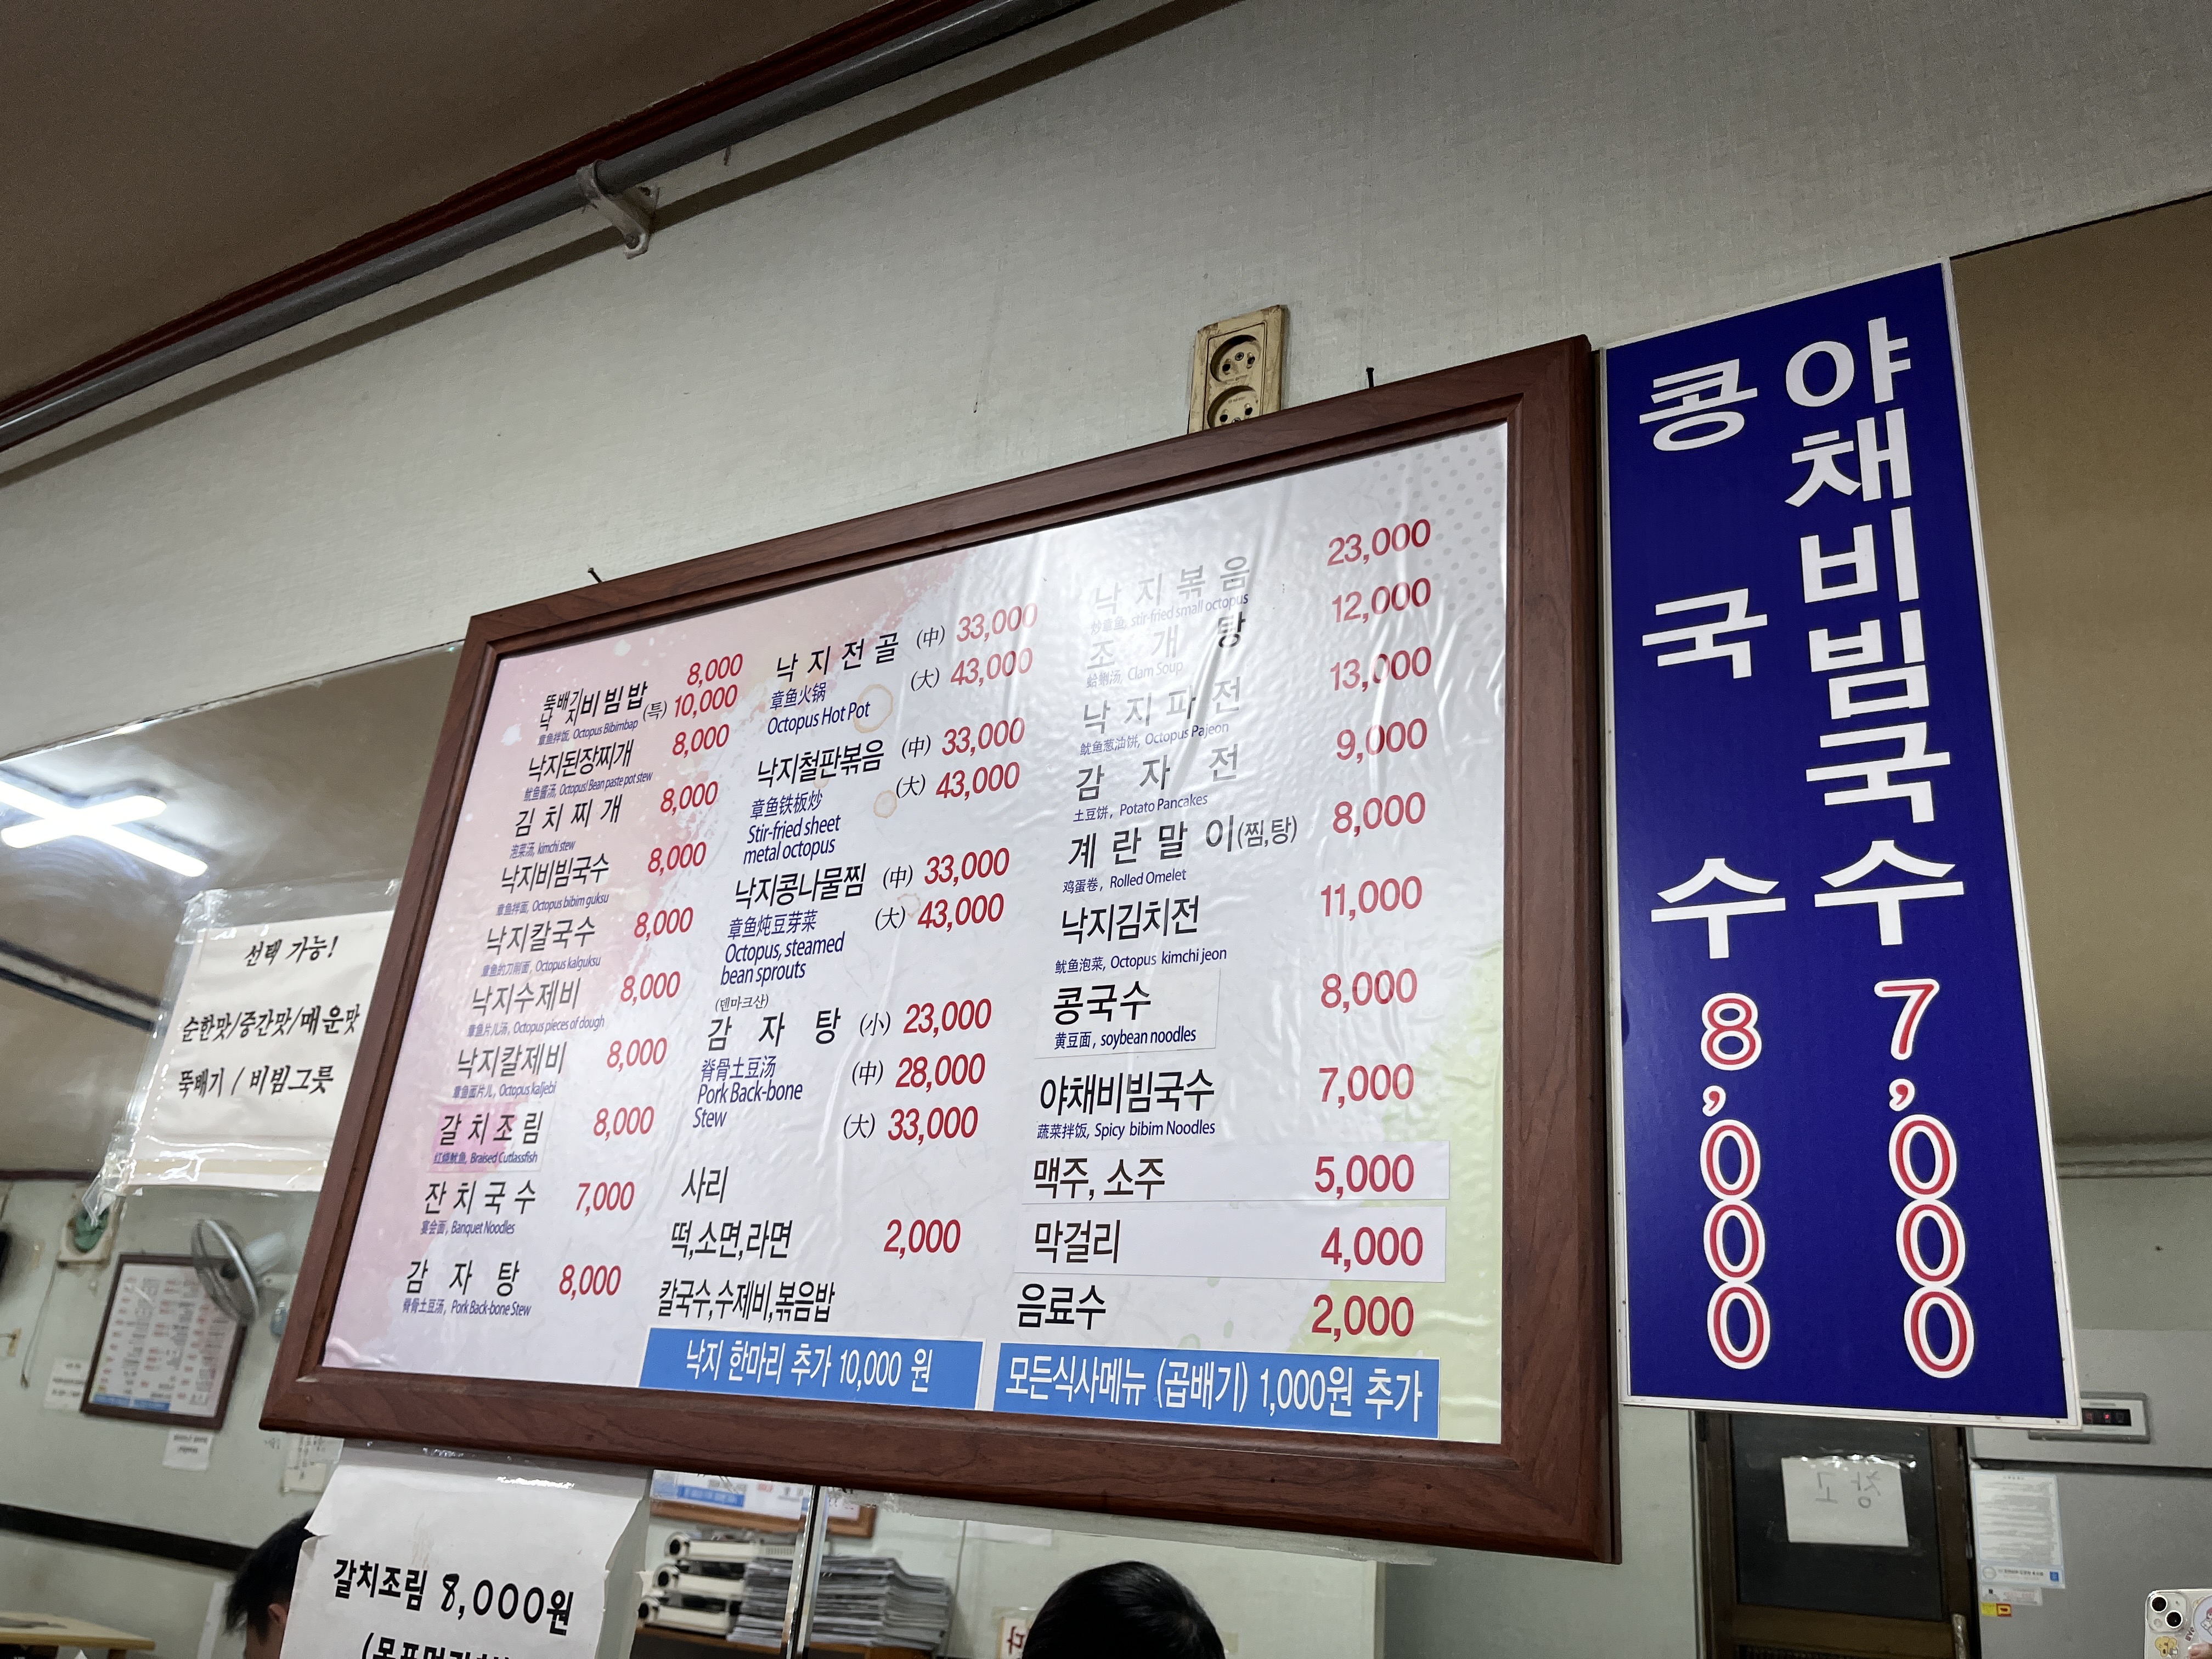 뚝배기
낙지비빔밥 8,000
(특) 10,000
章鱼拌饭, Octopus Bibimbap
낙지된장찌개 8,000
鱿鱼酱汤, Octopus! Bean paste pot stew
김치찌개 8,000
泡菜汤, kimchi stew
낙지비빔국수 8,000
章鱼拌面, Octopus bibim guksu
낙지칼국수 8,000
章鱼的刀削面, Octopus kalguksu
낙지수제비 8,000
章鱼片儿汤, Octopus pieces of dough
낙지칼제비 8,000
章鱼面片儿, Octopus kaljebi
갈치조림 8,000
红烧鱿鱼, Braised Cutlassfish
잔치국수 7,000
宴会面, Banquet Noodles
감자탕 8,000
脊骨土豆汤, Pork Back-bone Stew
낙지전골 (中) 33,000
(大) 43,000
章鱼火锅
Octopus Hot Pot
낙지철판볶음 (中) 33,000
(大) 43,000
章鱼铁板炒
Stir-fried sheet
metal octopus
낙지콩나물찜 (中) 33,000
(大) 43,000
章鱼炖豆芽菜
Octopus, steamed
bean sprouts
(덴마크산)
감자탕 (小) 23,000
脊骨土豆汤 (中) 28,000
Pork Back-bone
Stew (大) 33,000
사리
떡,소면,라면 2,000
칼국수,수제비,볶음밥
낙지 한마리 추가 10,000 원
낙지볶음 23,000
炒章鱼, stir-fried small octopus
조개탕 12,000
蛤蜊汤, Clam Soup
낙지파전 13,000
鱿鱼葱油饼, Octopus Pajeon
감자전 9,000
土豆饼, Potato Pancakes
계란말이(찜,탕) 8,000
鸡蛋卷, Rolled Omelet
낙지김치전 11,000
鱿鱼泡菜, Octopus kimchi jeon
콩국수 8,000
黄豆面, soybean noodles
야채비빔국수 7,000
蔬菜拌饭, Spicy bibim Noodles
맥주, 소주 5,000
막걸리 4,000
음료수 2,000
모든식사메뉴 (곱배기) 1,000원 추가
야채비빔국수 7,000
콩국수 8,000
선택 가능!
순한맛/중간맛/매운맛
뚝배기 / 비빔그릇
갈치조림 8,000원
창고